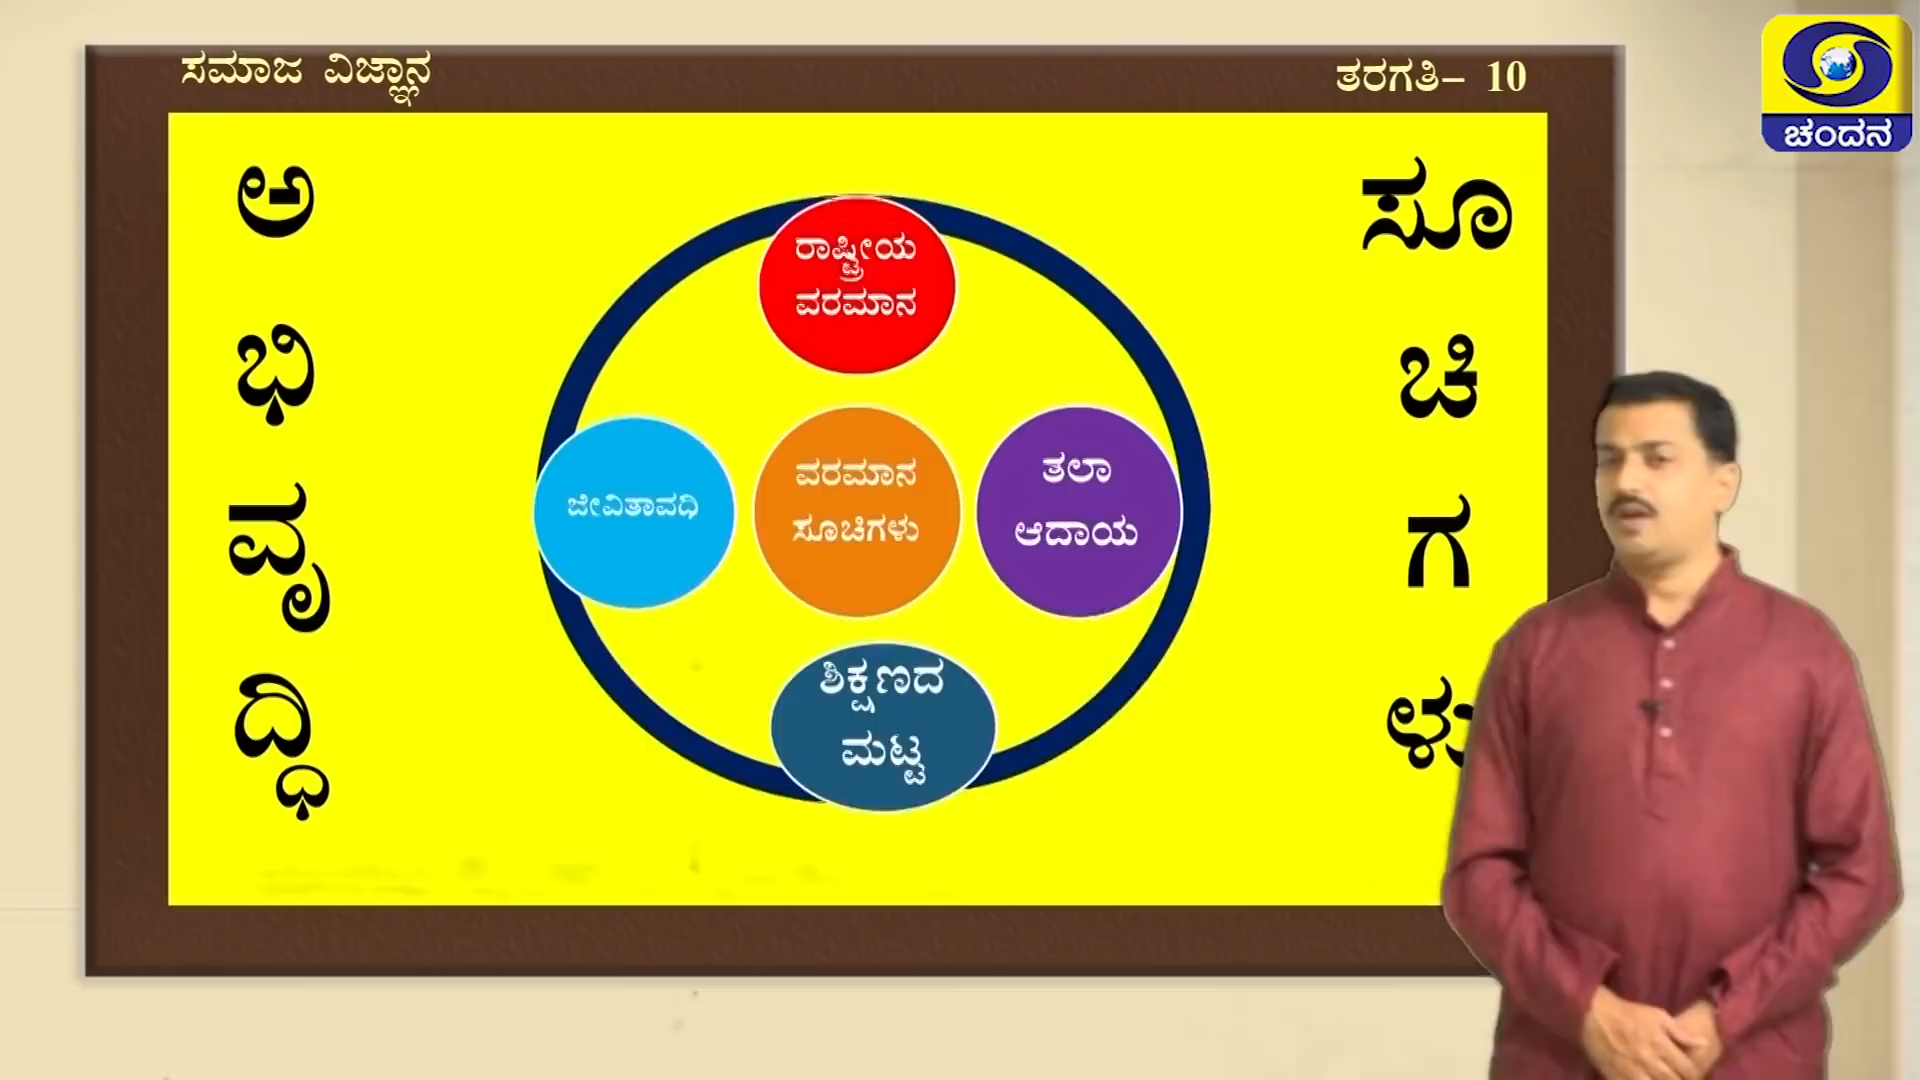 ಸಮಾಜ ವಿಜ್ಞಾನ
ತರಗತಿ- 10
ಚಂದನ
ಅ
ಭಿ
ವೃ
ದ್ಧಿ
ರಾಷ್ಟ್ರೀಯ
ವರಮಾನ
ಜೀವಿತಾವಧಿ
ವರಮಾನ
ಸೂಚಿಗಳು
ತಲಾ
ಆದಾಯ
ಶಿಕ್ಷಣದ
ಮಟ್ಟ
ಸೂ
ಚಿ
ಗ
ಳು